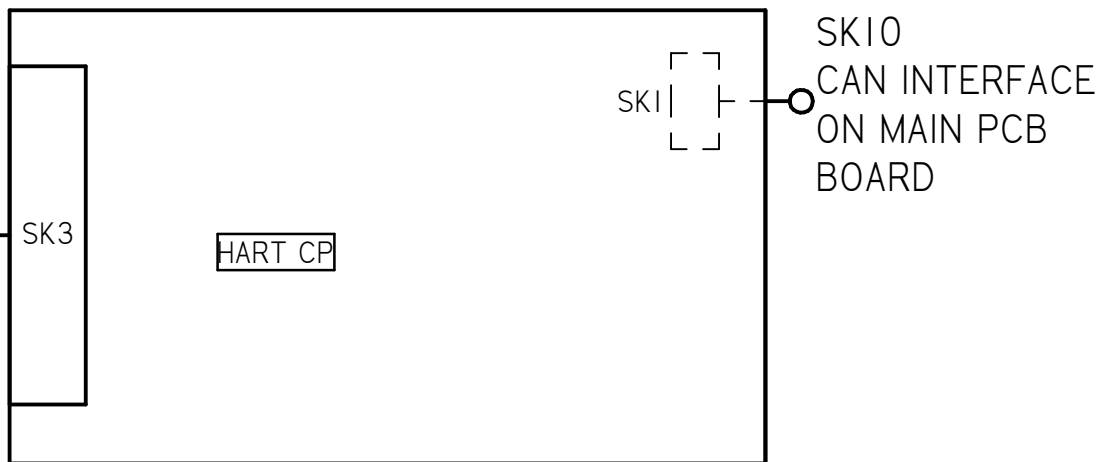 SK10
CAN INTERFACE
ON MAIN PCB
BOARD
SK1
SK3
HART CP